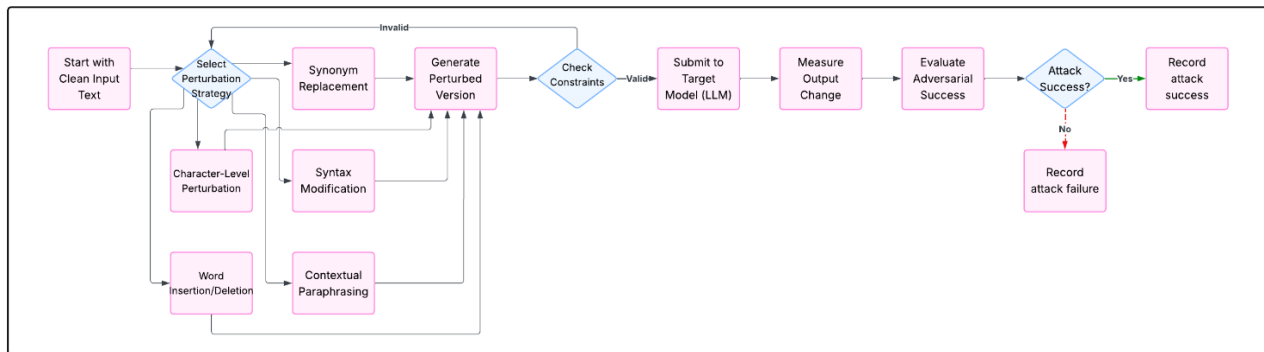 Invalid
Start with
Clean Input
Text
Select
Perturbation
Strategy
Synonym
Replacement
Generate
Perturbed
Version
Check
Constraints
Valid
Submit to
Target
Model (LLM)
Measure
Output
Change
Evaluate
Adversarial
Success
Attack
Success?
Yes
Record
attack
success
No
Character-Level
Perturbation
Syntax
Modification
Record
attack failure
Word
Insertion/Deletion
Contextual
Paraphrasing